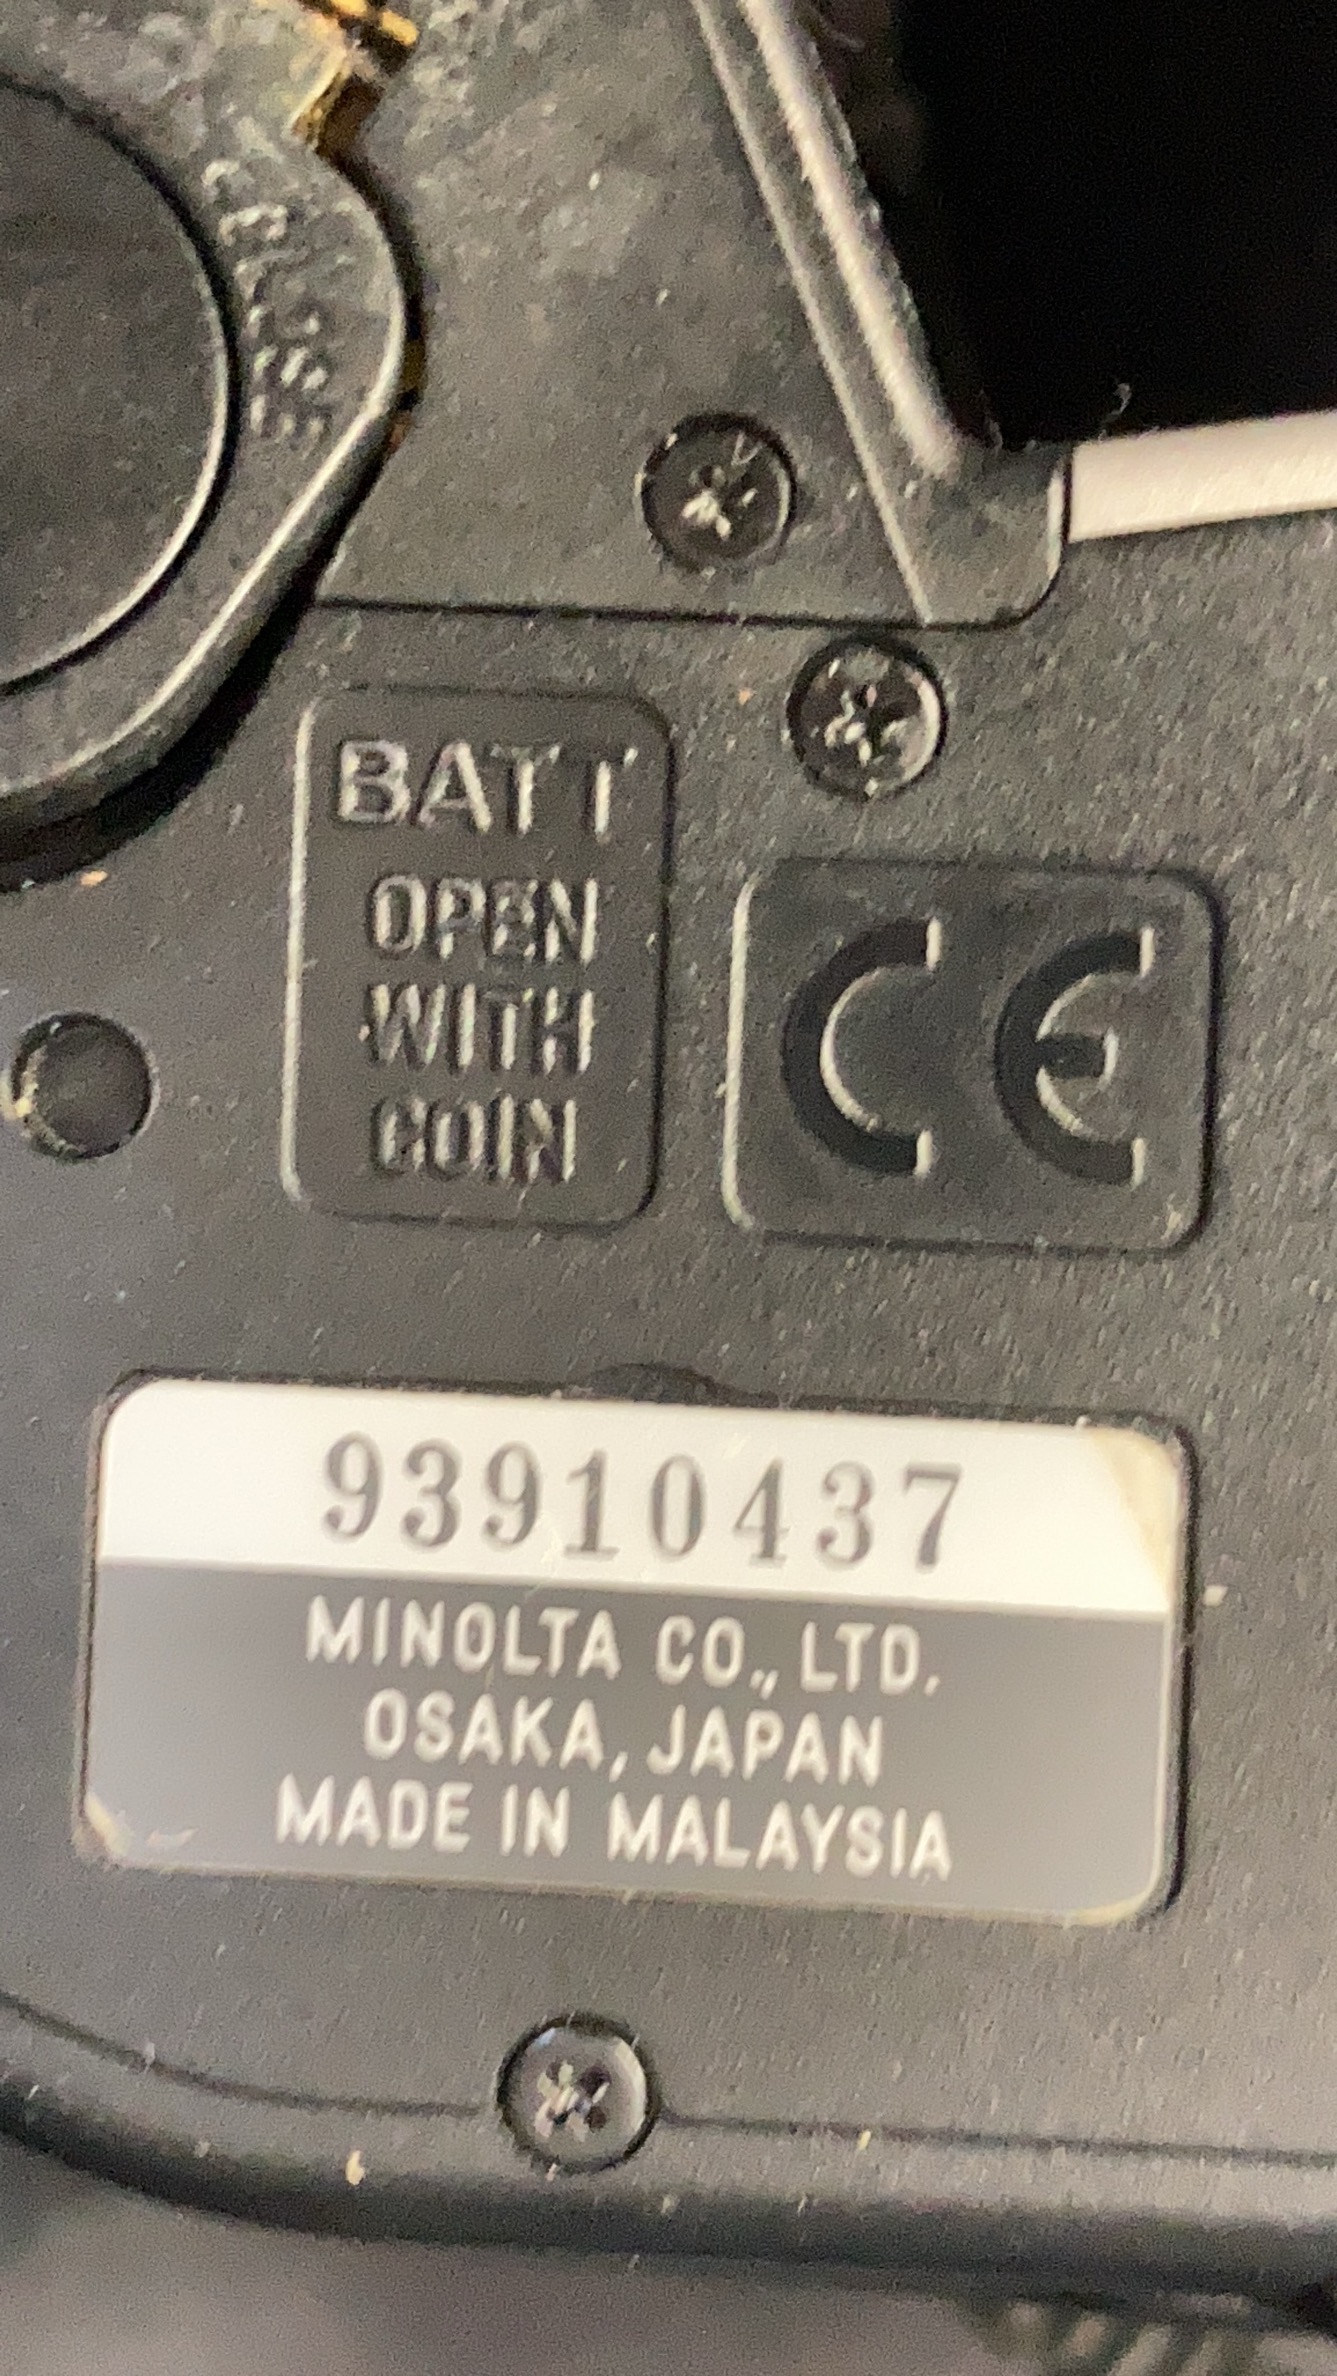 BATT
OPEN
WITH
COIN
CE
93910437
MINOLTA CO., LTD.
OSAKA, JAPAN
MADE IN MALAYSIA